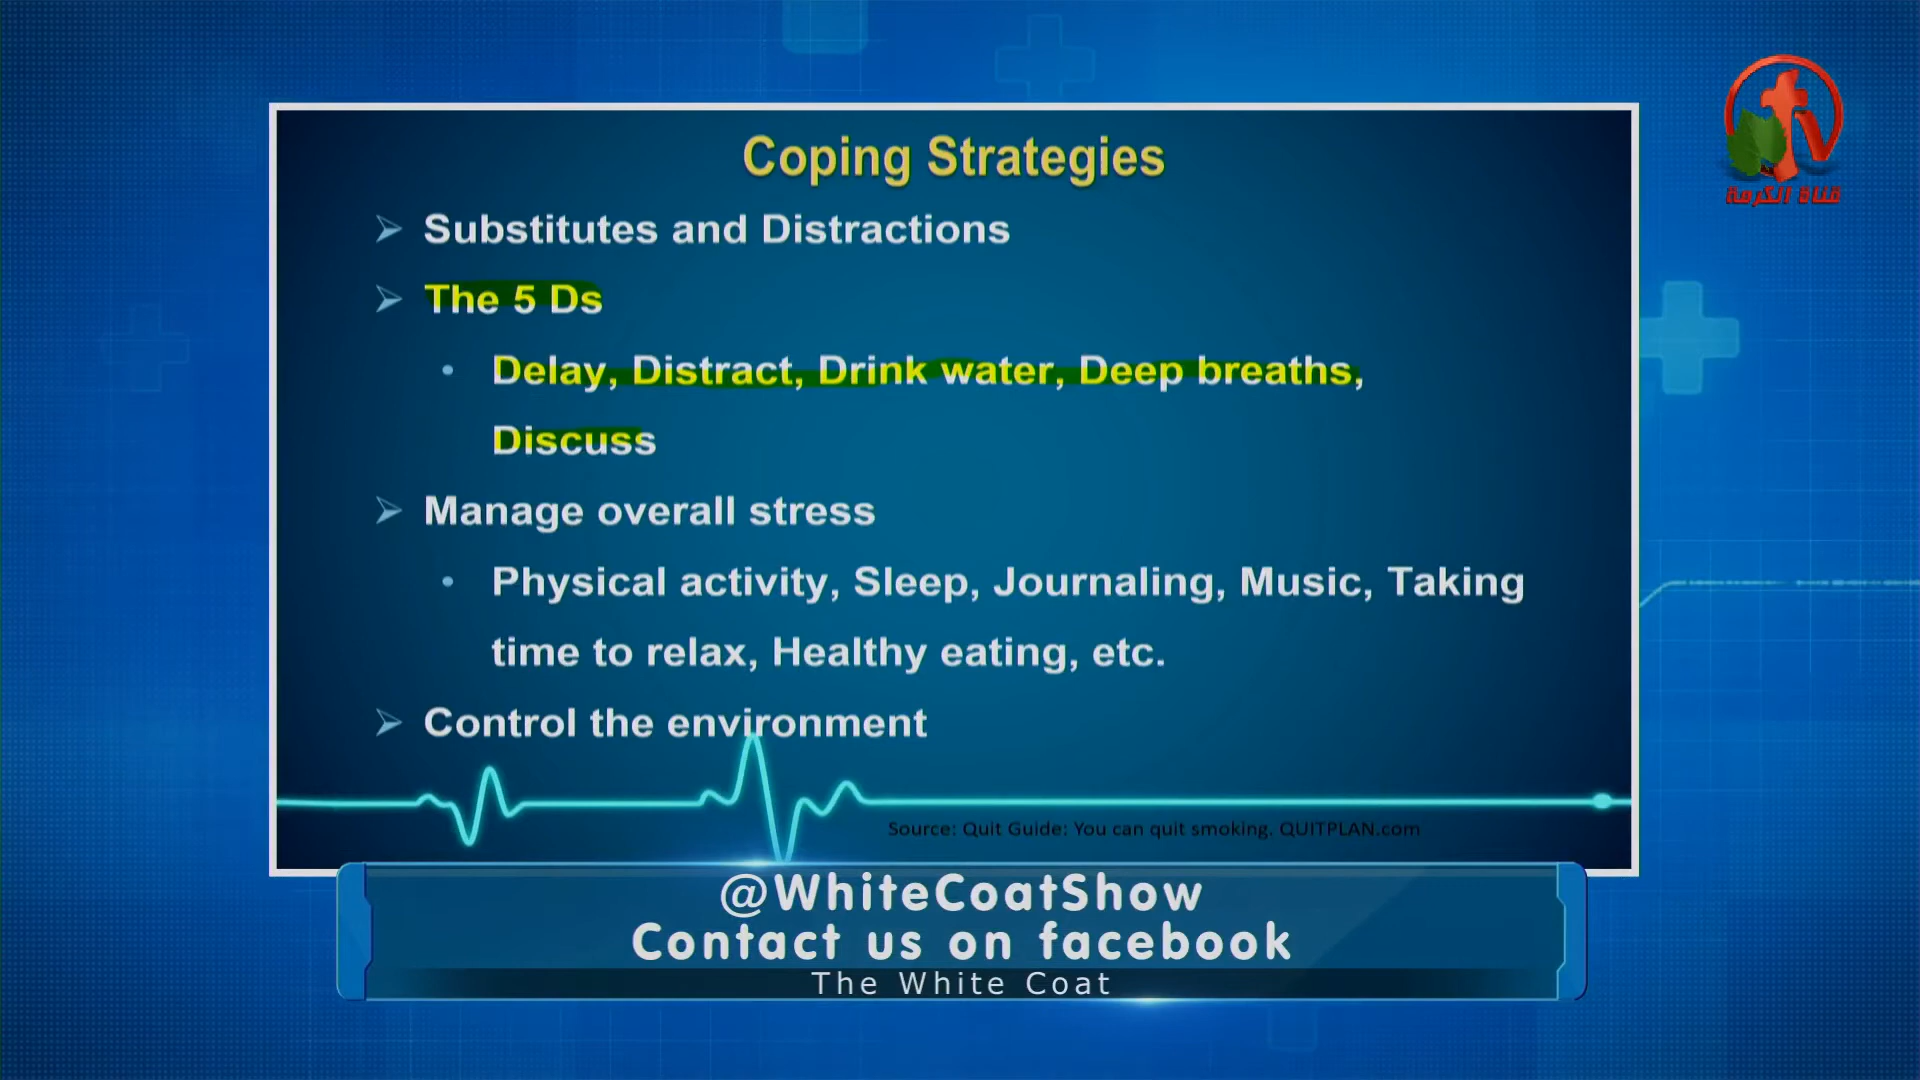 Coping Strategies
Substitutes and Distractions
The 5 Ds
Delay, Distract, Drink water, Deep breaths,
Discuss
Manage overall stress
Physical activity, Sleep, Journaling, Music, Taking
time to relax, Healthy eating, etc.
Control the environment
Source: Quit Guide: You can quit smoking. QUITPLAN.com
@WhiteCoatShow
Contact us on facebook
The White Coat
tv
قناة الكرمة